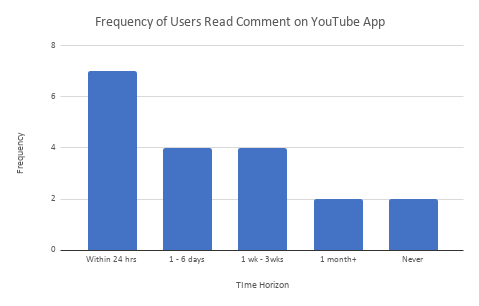 Frequency of Users Read Comment on YouTube App
8
6
4
2
0
Frequency
Within 24 hrs
1 - 6 days
1 wk - 3wks
1 month+
Never
Time Horizon